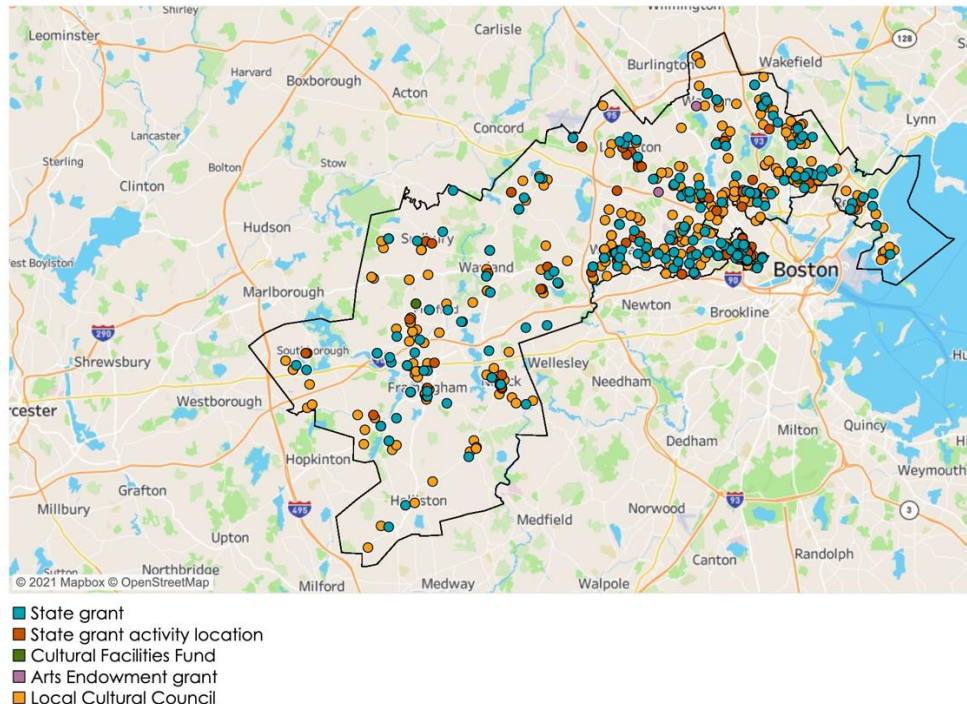 Shirley
Wilmington
Leominster
Carlisle
128
Harvard
Boxborough
Burlington
Wakefield
Acton
Concord
95
Lynn
Lancaster
93
Sterling
Bolton
Stow
Clinton
Hudson
West Boylston
Marlborough
Boston
90
Newton
290
Brookline
Shrewsbury
Southborough
Wellesley
Westborough
Framingham
Needham
Quincy
Milton
Dedham
Hopkinton
Weymouth
Grafton
93
Norwood
Millbury
495
Holliston
3
Medfield
Upton
Randolph
Canton
Northbridge
Milford
Medway
Walpole
© 2021 Mapbox © OpenStreetMap
State grant
State grant activity location
Cultural Facilities Fund
Arts Endowment grant
Local Cultural Council